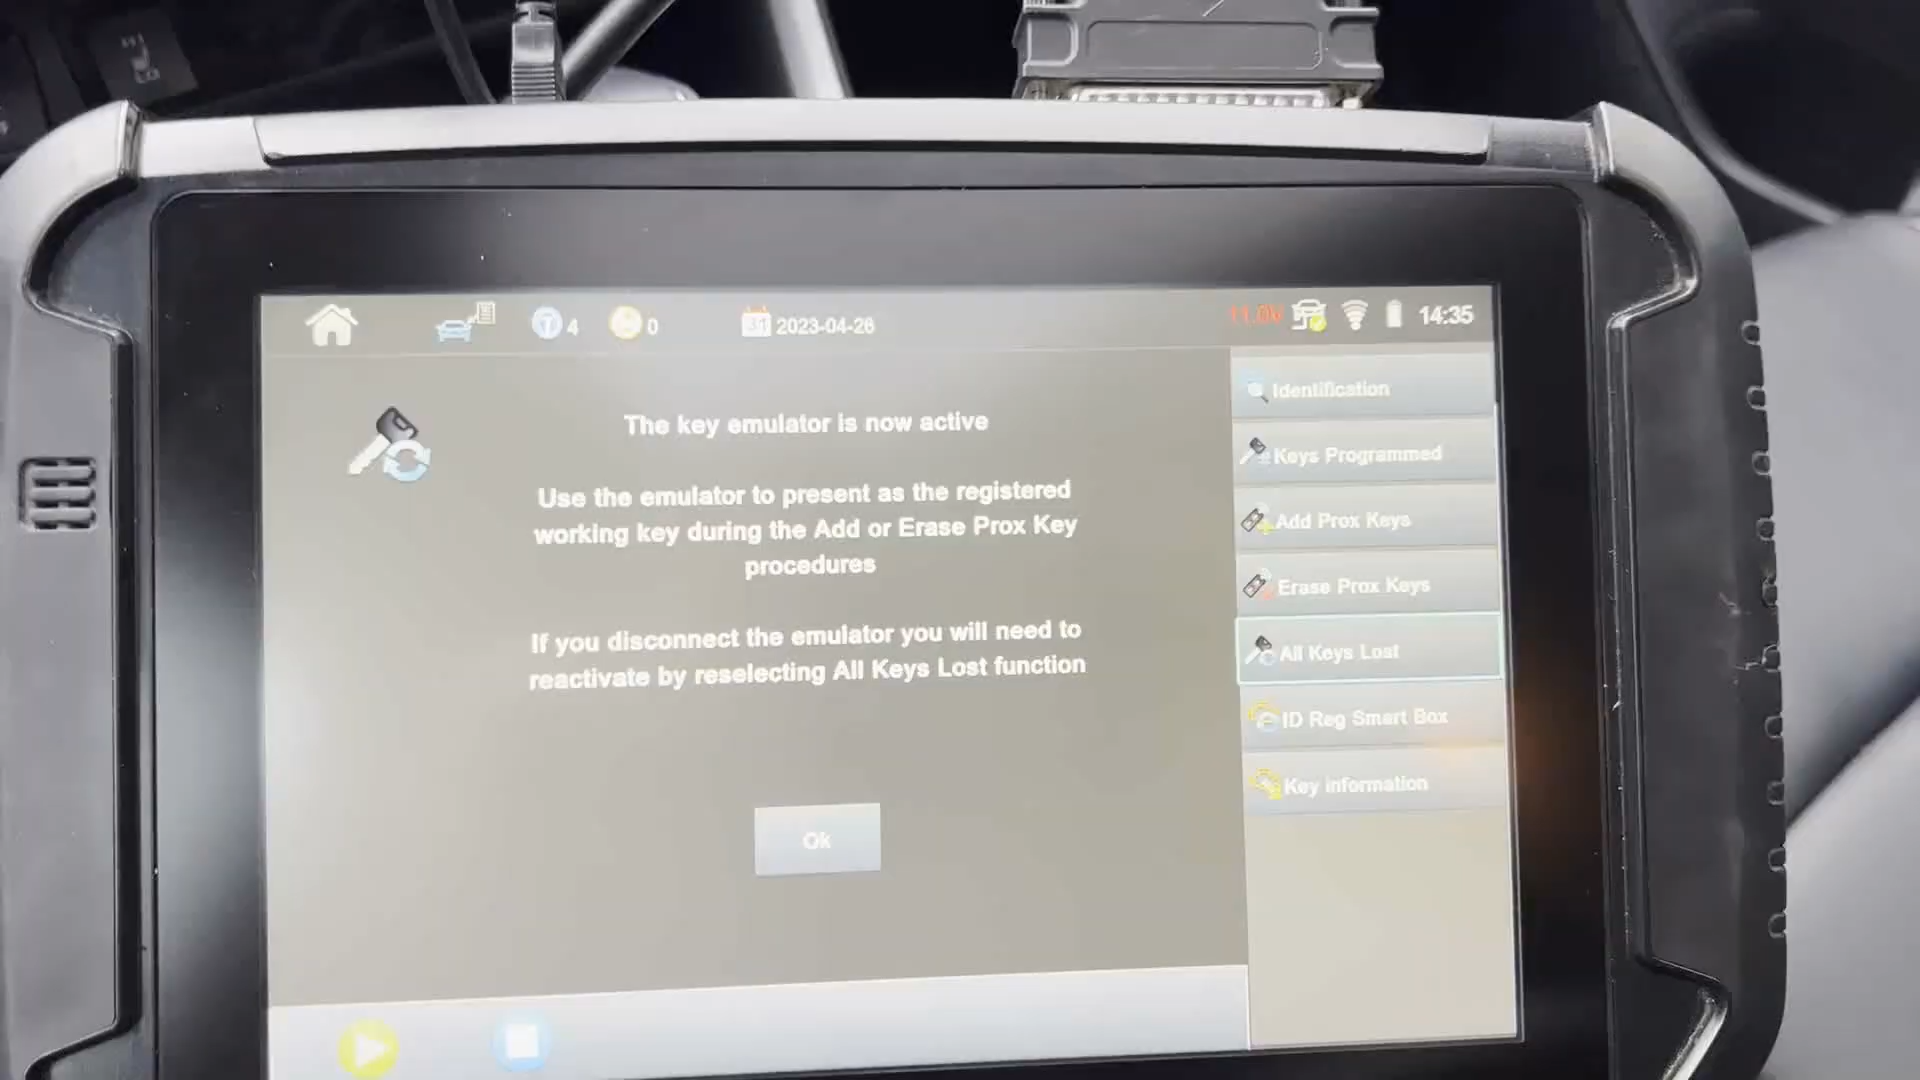 4
0
31
2023-04-26
11.0V
14:35
The key emulator is now active
Use the emulator to present as the registered
working key during the Add or Erase Prox Key
procedures
If you disconnect the emulator you will need to
reactivate by reselecting All Keys Lost function
Ok
Identification
Keys Programmed
Add Prox Keys
Erase Prox Keys
All Keys Lost
ID Reg Smart Box
Key Information